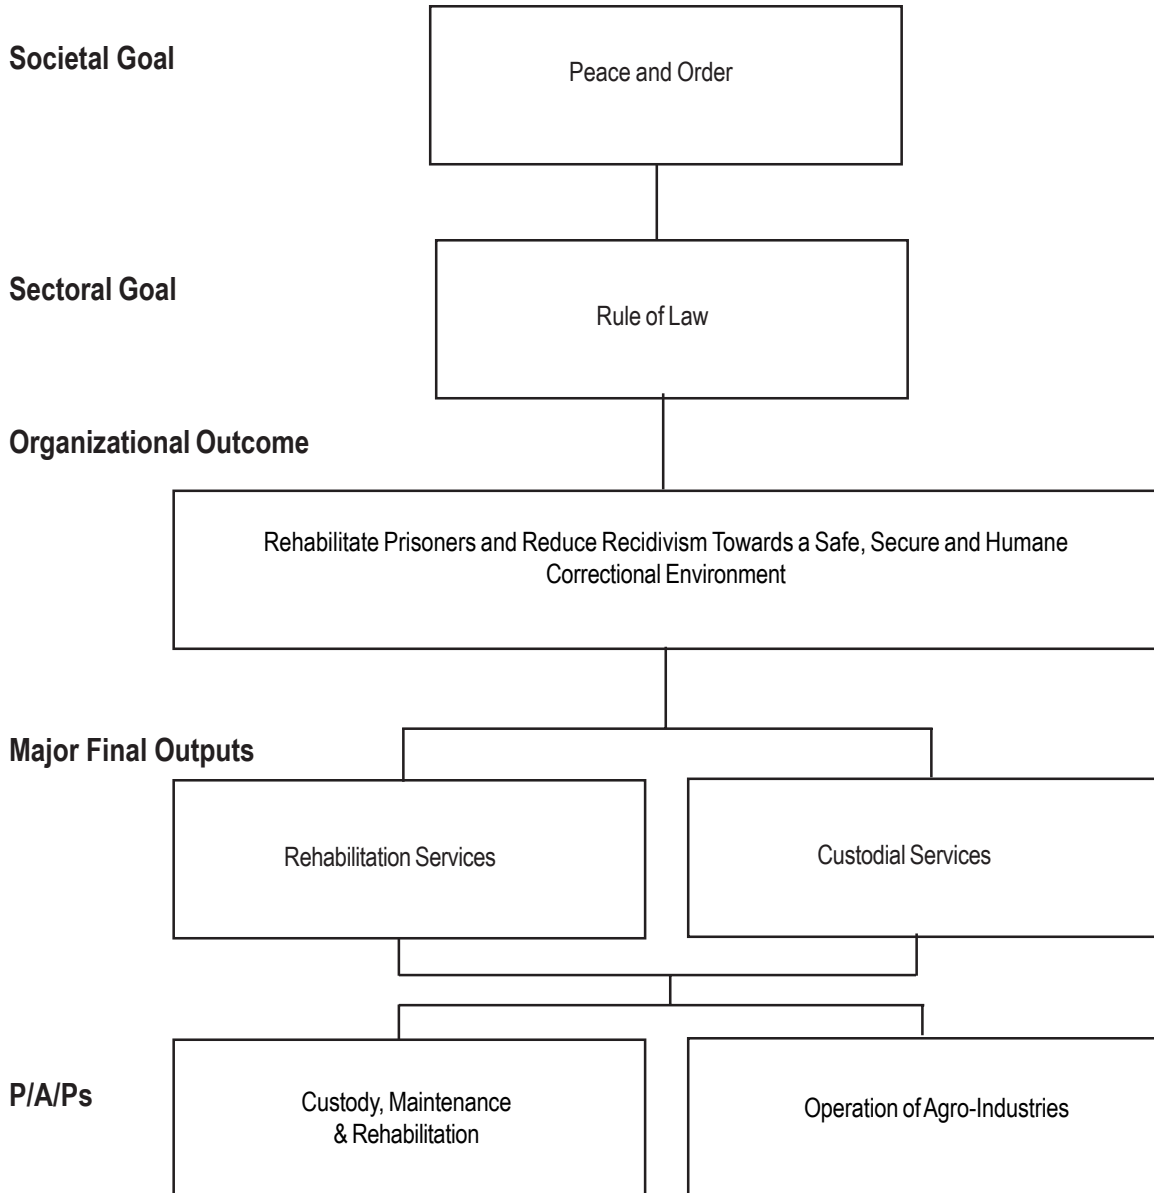 Societal Goal
Peace and Order
Sectoral Goal
Rule of Law
Organizational Outcome
Rehabilitate Prisoners and Reduce Recidivism Towards a Safe, Secure and Humane
Correctional Environment
Major Final Outputs
Rehabilitation Services
Custodial Services
P/A/Ps
Custody, Maintenance
& Rehabilitation
Operation of Agro-Industries